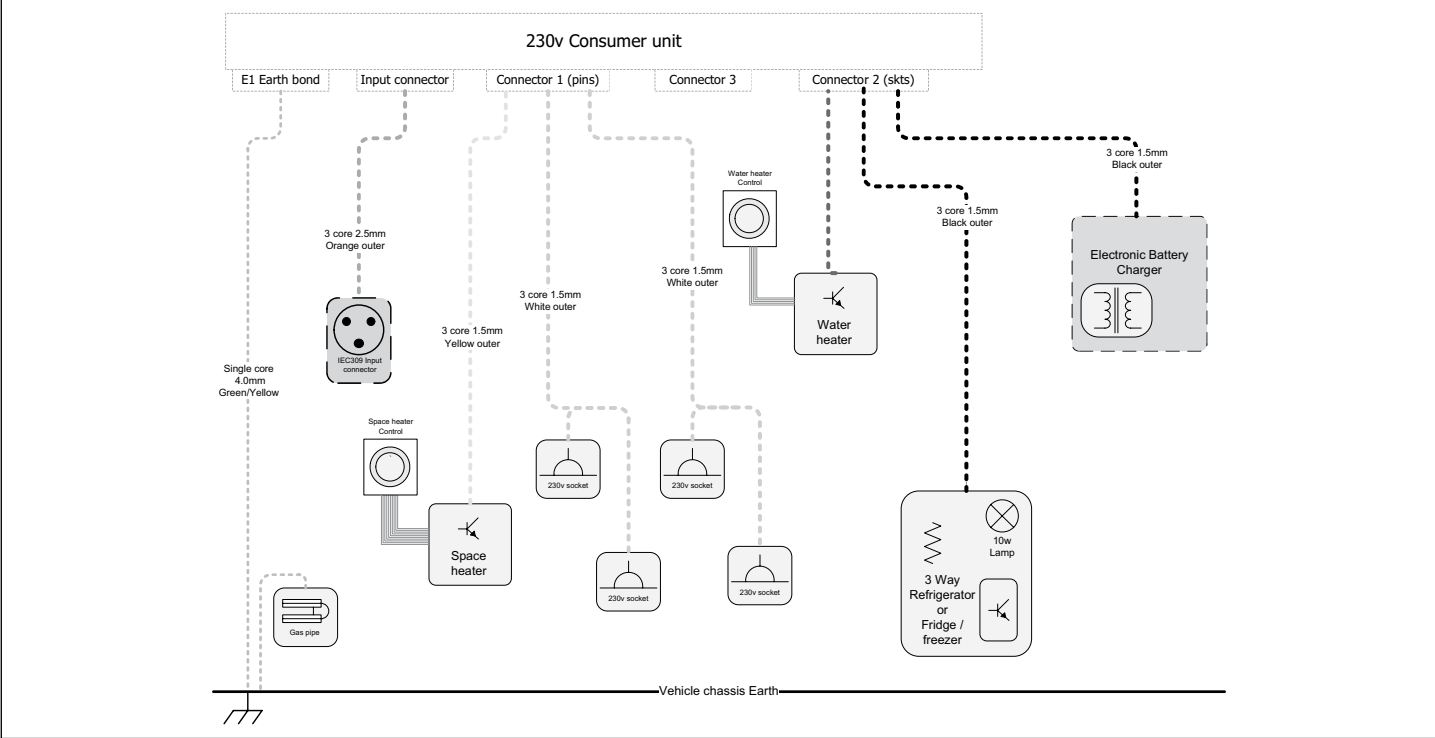 230v Consumer unit
E1 Earth bond
Input connector
Connector 1 (pins)
Connector 3
Connector 2 (skts)
3 core 1.5mm
Black outer
Water heater
Control
3 core 1.5mm
Black outer
3 core 2.5mm
Orange outer
Electronic Battery
Charger
3 core 1.5mm
White outer
3 core 1.5mm
White outer
Water
heater
3 core 1.5mm
Yellow outer
IEC309 Input
connector
Single core
4.0mm
Green/Yellow
Space heater
Control
230v socket
230v socket
Space
heater
10w
Lamp
3 Way
Refrigerator
or
Fridge /
freezer
230v socket
230v socket
Gas pipe
Vehicle chassis Earth